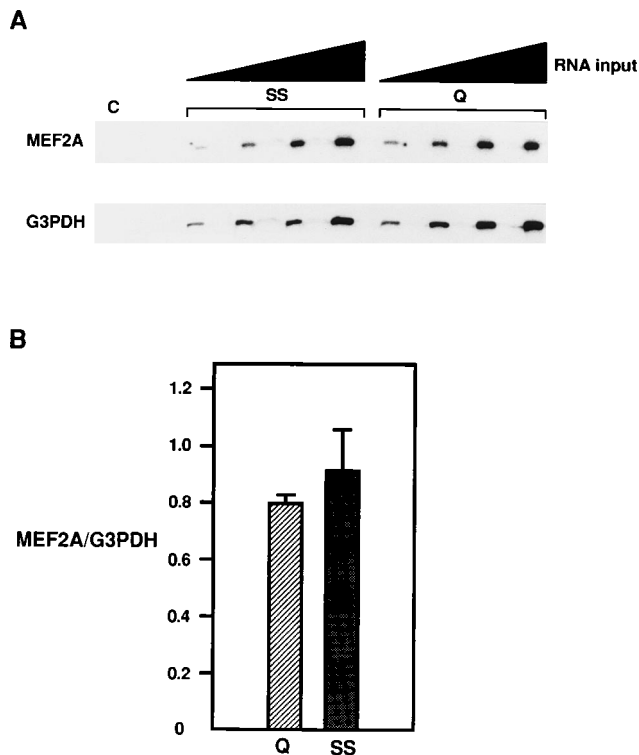 A
RNA input
SS
Q
C
MEF2A
G3PDH
B
1.2
1.0
0.8
MEF2A/G3PDH
0.6
0.4
0.2
0
Q
SS